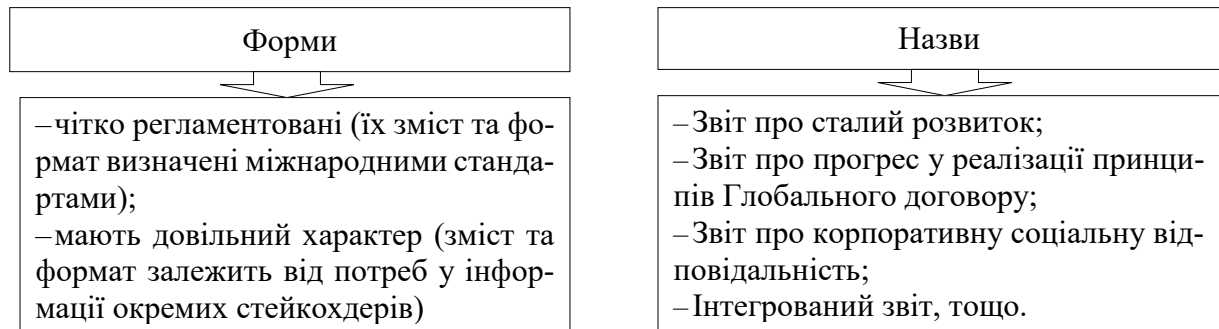 Форми
–чітко регламентовані (їх зміст та фо-
рмат визначені міжнародними станда-
ртами);
–мають довільний характер (зміст та
формат залежить від потреб у інфор-
мації окремих стейкохдерів)
Назви
–Звіт про сталий розвиток;
–Звіт про прогрес у реалізації принци-
пів Глобального договору;
–Звіт про корпоративну соціальну від-
повідальність;
–Інтегрований звіт, тощо.